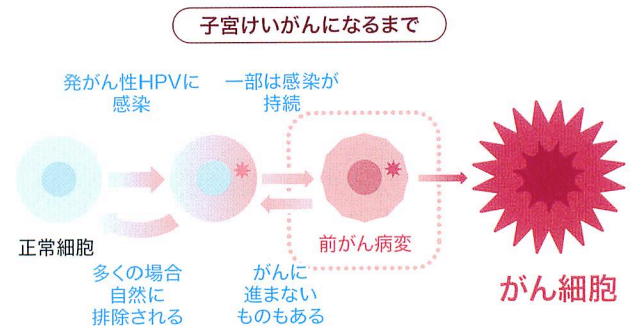 子宮けいがんになるまで
発がん性HPVに
感染
一部は感染が
持続
正常細胞
前がん病変
多くの場合
自然に
排除される
がんに
進まない
ものもある
がん細胞